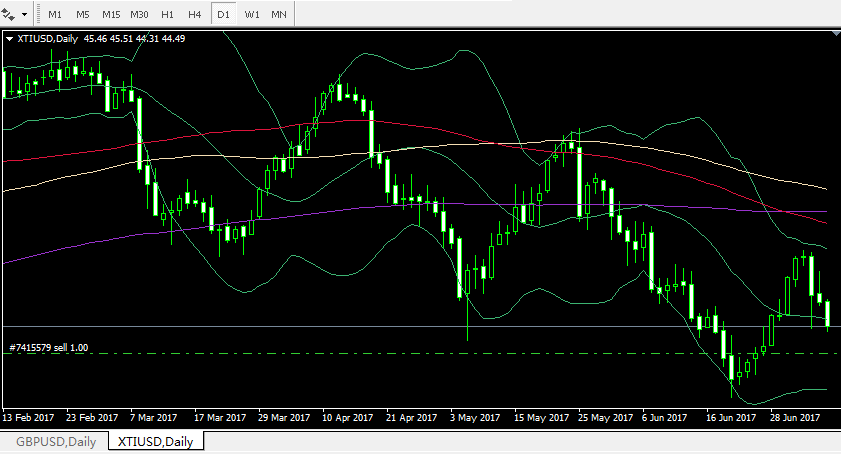 M1 M5 M15 M30 H1 H4 D1 W1 MN
XTIUSD,Daily 45.46 45.51 44.31 44.49
#7415579 sell 1.00
13 Feb 2017 23 Feb 2017 7 Mar 2017 17 Mar 2017 29 Mar 2017 10 Apr 2017 21 Apr 2017 3 May 2017 15 May 2017 25 May 2017 6 Jun 2017 16 Jun 2017 28 Jun 2017
GBPUSD,Daily XTIUSD,Daily